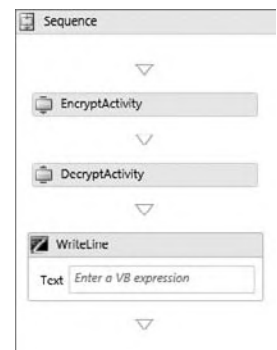 Sequence
EncryptActivity
DecryptActivity
WriteLine
Text Enter a VB expression